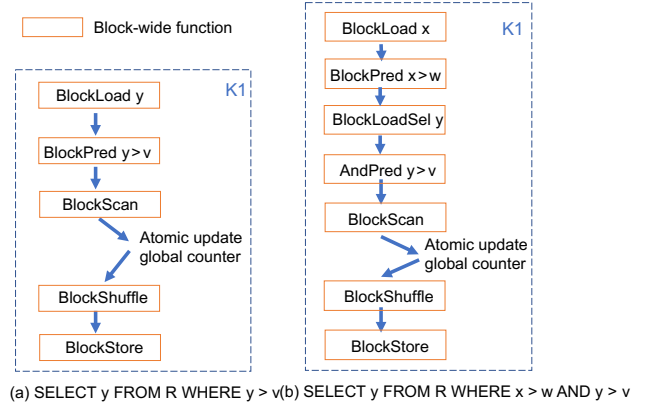 Block-wide function
K1
BlockLoad y
BlockPred y>v
BlockScan
Atomic update
global counter
BlockShuffle
BlockStore
(a) SELECT y FROM R WHERE y > v
K1
BlockLoad x
BlockPred x>w
BlockLoadSel y
AndPred y>v
BlockScan
Atomic update
global counter
BlockShuffle
BlockStore
(b) SELECT y FROM R WHERE x > w AND y > v